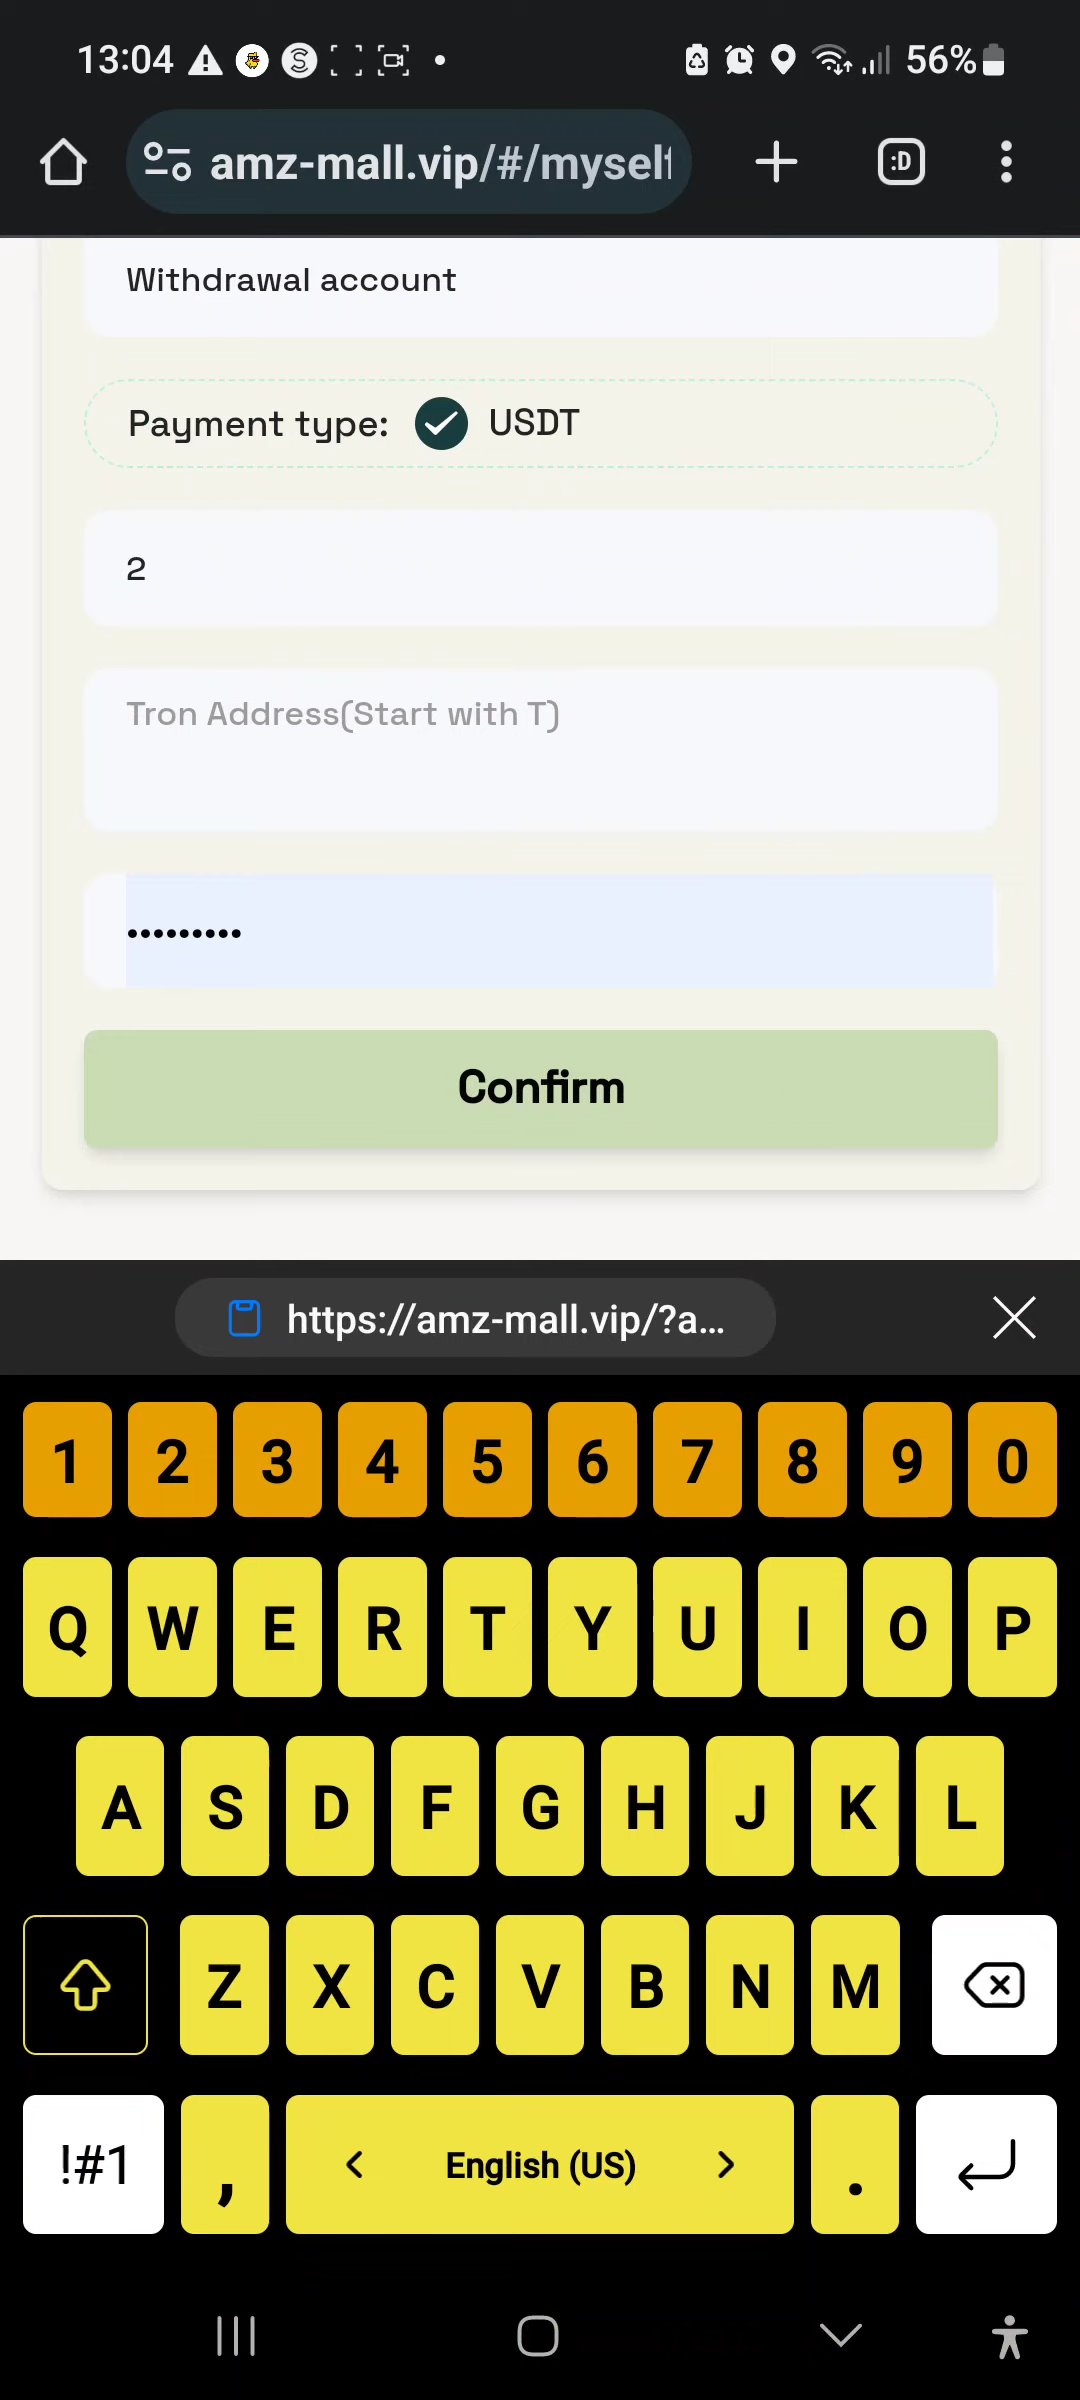 13:04
56%
amz-mall.vip/#/myself
:D
Withdrawal account
Payment type: USDT
2
Tron Address(Start with T)
•••••••••
Confirm
https://amz-mall.vip/?a...
1 2 3 4 5 6 7 8 9 0
Q W E R T Y U I O P
A S D F G H J K L
Z X C V B N M
!#1 , < English (US) > .